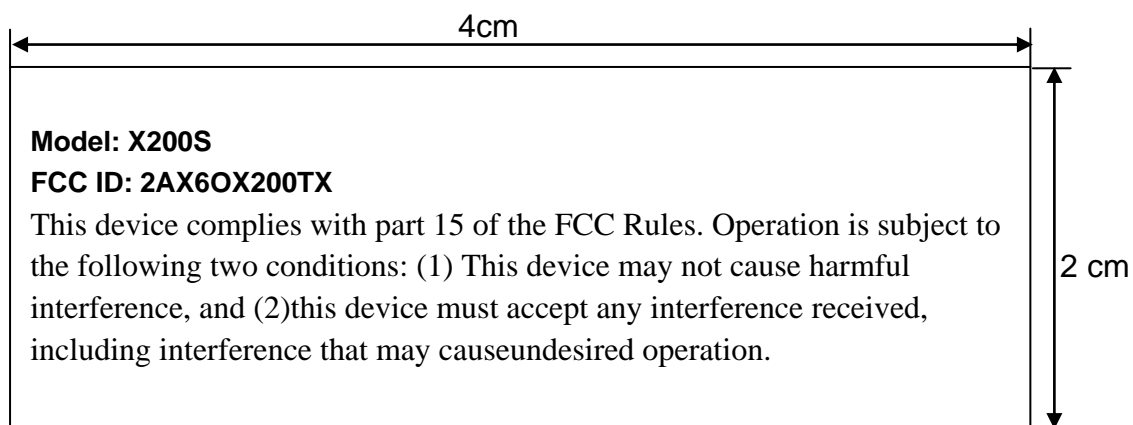 4cm
Model: X200S
FCC ID: 2AX6OX200TX
This device complies with part 15 of the FCC Rules. Operation is subject to
the following two conditions: (1) This device may not cause harmful
interference, and (2)this device must accept any interference received,
including interference that may causeundesired operation.
2 cm